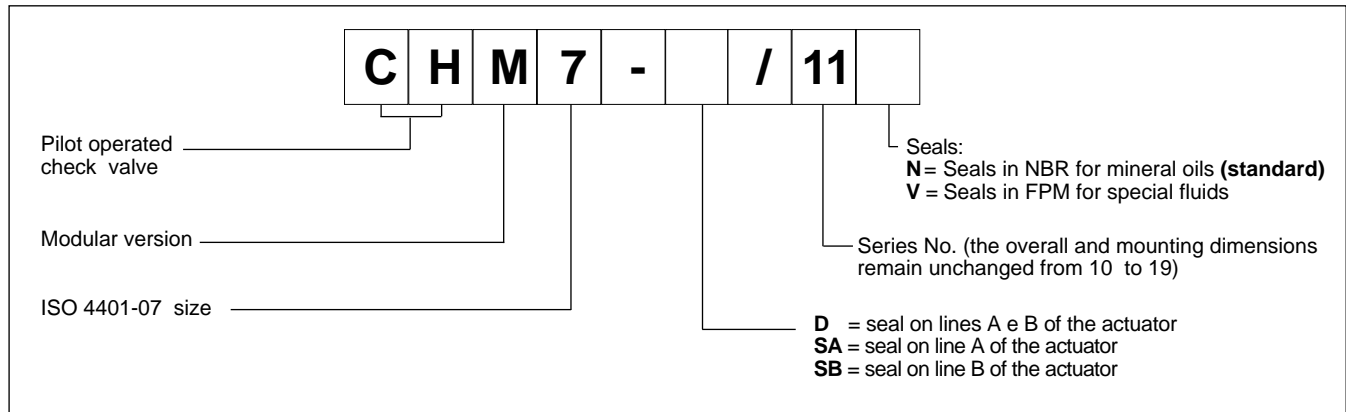 CHM7 - / 11
Pilot operated
check valve
Modular version
ISO 4401-07 size
Seals:
N = Seals in NBR for mineral oils (standard)
V = Seals in FPM for special fluids
Series No. (the overall and mounting dimensions
remain unchanged from 10 to 19)
D = seal on lines A e B of the actuator
SA = seal on line A of the actuator
SB = seal on line B of the actuator